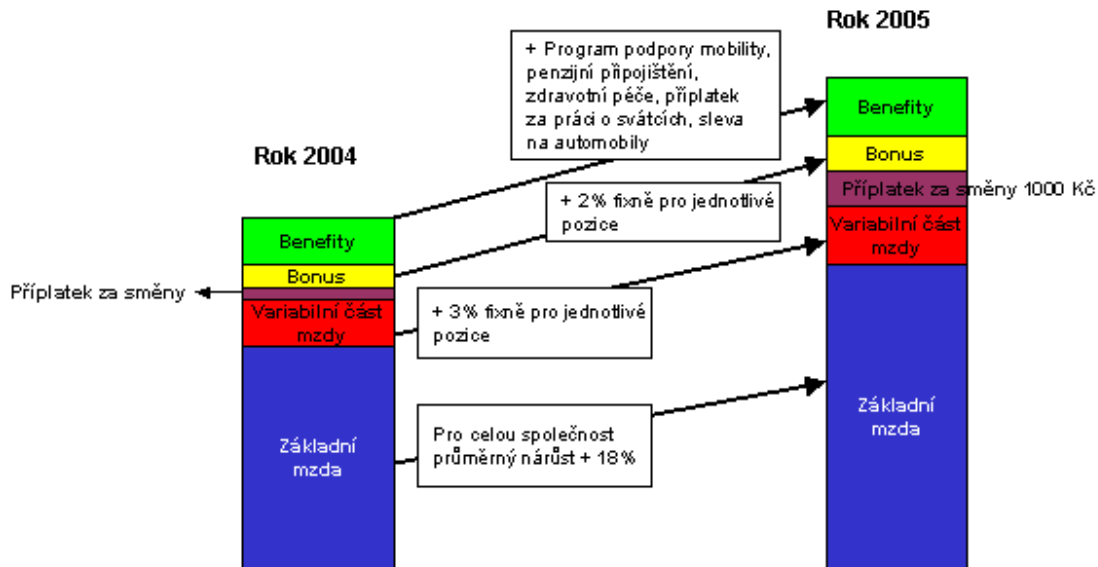 Rok 2005
+ Program podpory mobility,
penzijní připojištění,
zdravotní péče, příplatek
za práci o svátcích, sleva
na automobily
Rok 2004
Benefity
Bonus
Příplatek za směny 1000 Kč
Variabilní část
mzdy
+ 2% fixně pro jednotlivé
pozice
Benefity
Bonus
Příplatek za směny
Variabilní část
mzdy
+ 3% fixně pro jednotlivé
pozice
Základní
mzda
Pro celou společnost
průměrný nárůst + 18%
Základní
mzda